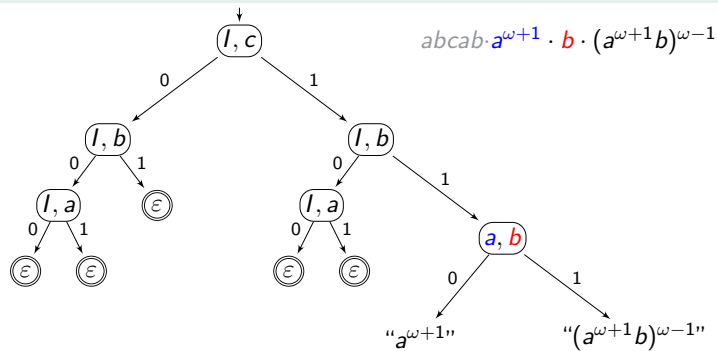 I, c
abcab·a^{ω+1} · b · (a^{ω+1}b)^{ω−1}
0 1
I, b I, b
0 1 0 1
I, a ε I, a
0 1 0 1 a, b
ε ε ε ε 0 1
“a^{ω+1}” “(a^{ω+1}b)^{ω−1}”